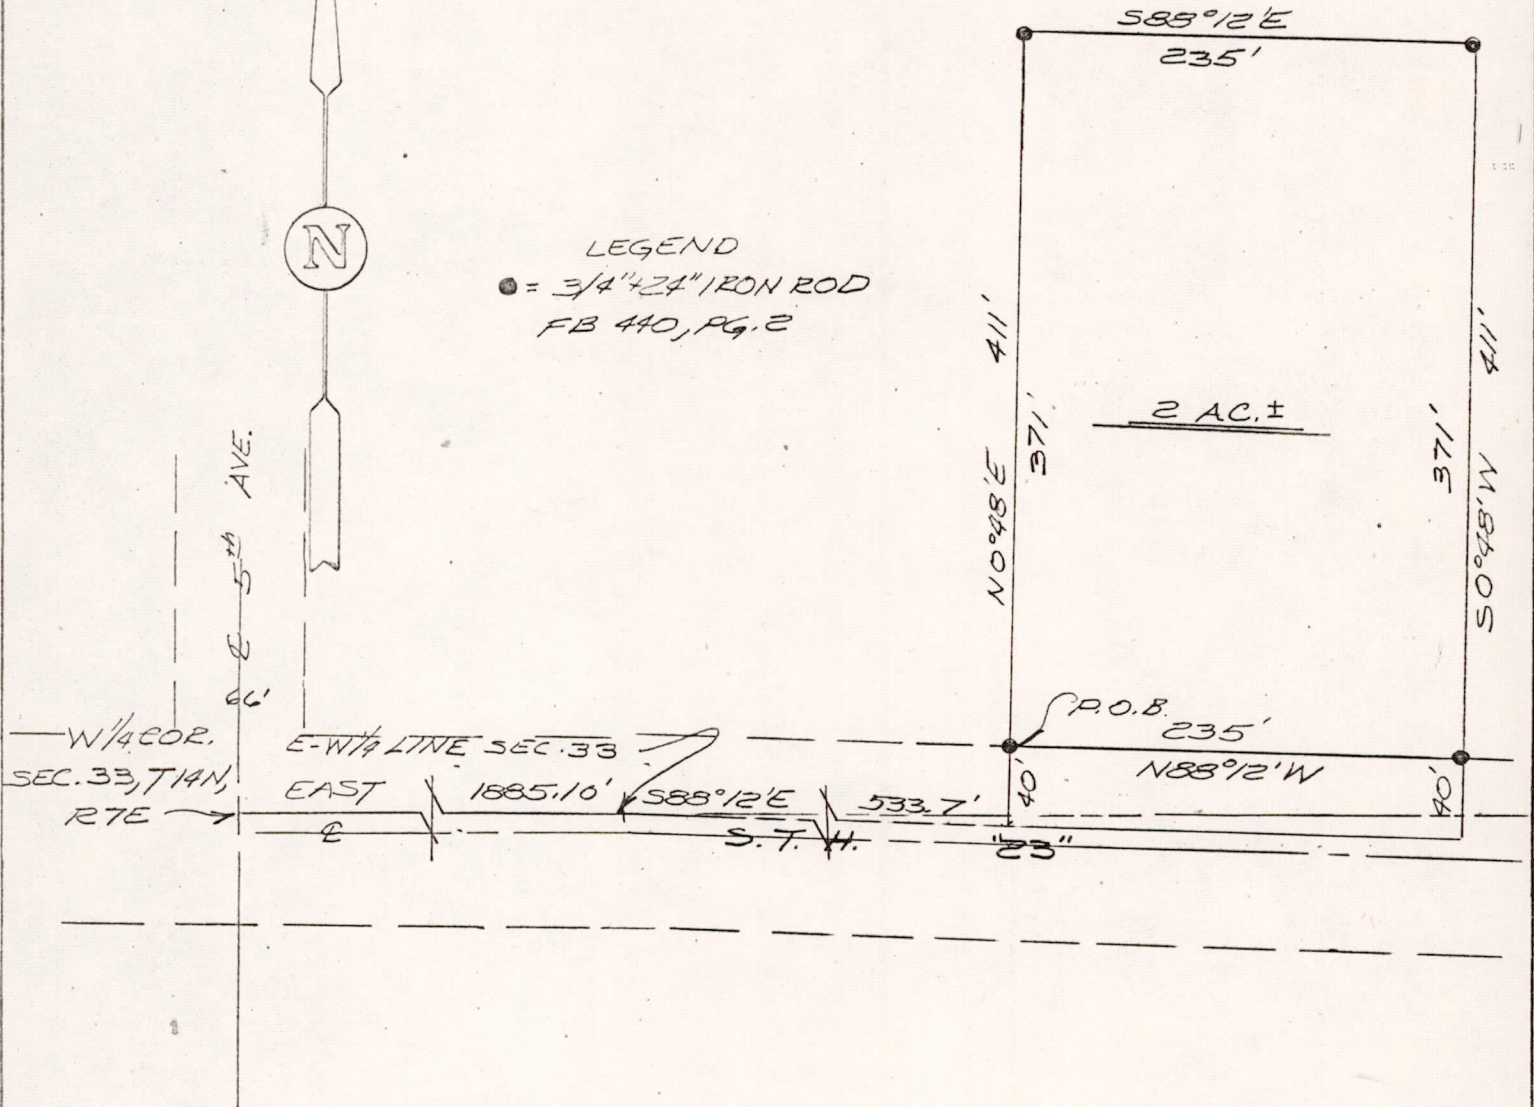 S88°12'E
235'
N
LEGEND
● = 3/4"+24" IRON ROD
FB 440, PG. 2
411'
371'
N0°48'E
2 AC.±
411'
371'
S0°48'W
5th AVE.
66'
P.O.B.
235'
N88°12'W
40'
40'
W 1/4 COR.
SEC. 33, T14N,
R7E
E-W 1/4 LINE SEC. 33
EAST
1885.10'
S88°12'E
533.7'
S. T. H.
"23"